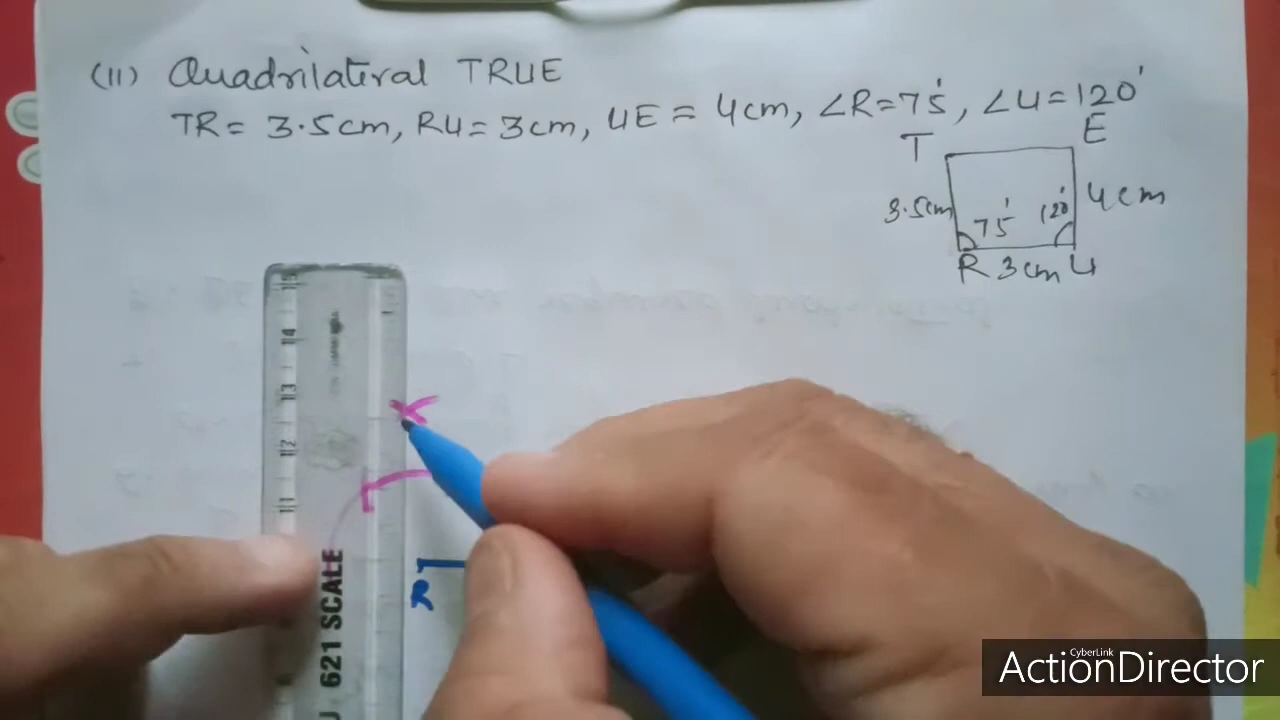 (II) Quadrilateral TRUE
TR = 3.5cm, RU = 3cm, UE = 4cm, ∠R = 75°, ∠U = 120°
T E
3.5cm 75° 120° 4cm
R 3cm U
15
14
13
12
11
621 SCALE
R
CyberLink
ActionDirector